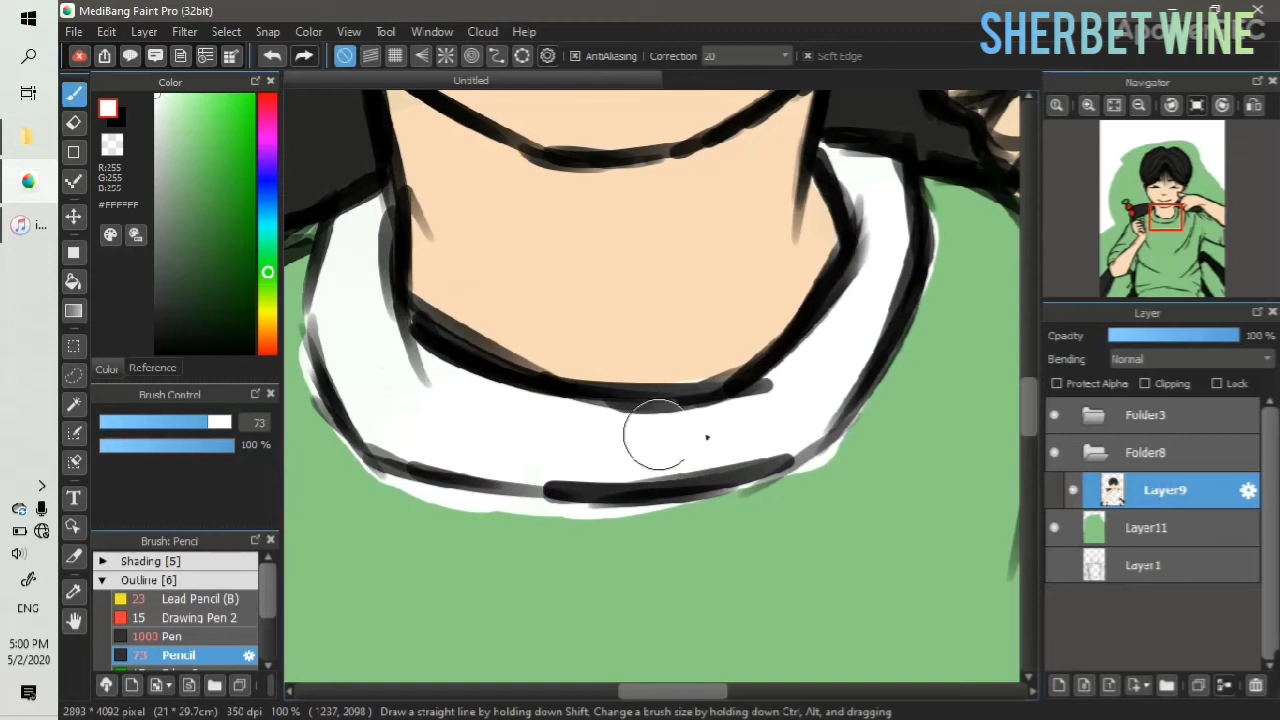 MediBang Paint Pro (32bit)
SHERBET WINE
File Edit Layer Filter Select Snap Color View Tool Window Cloud Help
AntiAliasing Correction 20 Soft Edge
Untitled
Color
R:255
G:255
B:255
#FFFFFF
Color Reference
Brush Control
73
100 %
Brush: Penci
Shading [5]
Outline [6]
23 Lead Pencil (B)
15 Drawing Pen 2
1000 Pen
73 Pencil
Navigator
Layer
Opacity 100 %
Bending Normal
Protect Alpha Clipping Lock
Folder3
Folder8
Layer9
Layer11
Layer1
i...
ENG
5:00 PM
5/2/2020
2893 * 4092 pixel (21 * 29.7cm) 350 dpi 100 % ( 1237, 2098 ) Draw a straight line by holding down Shift, Change a brush size by holding down Ctrl, Alt, and dragging